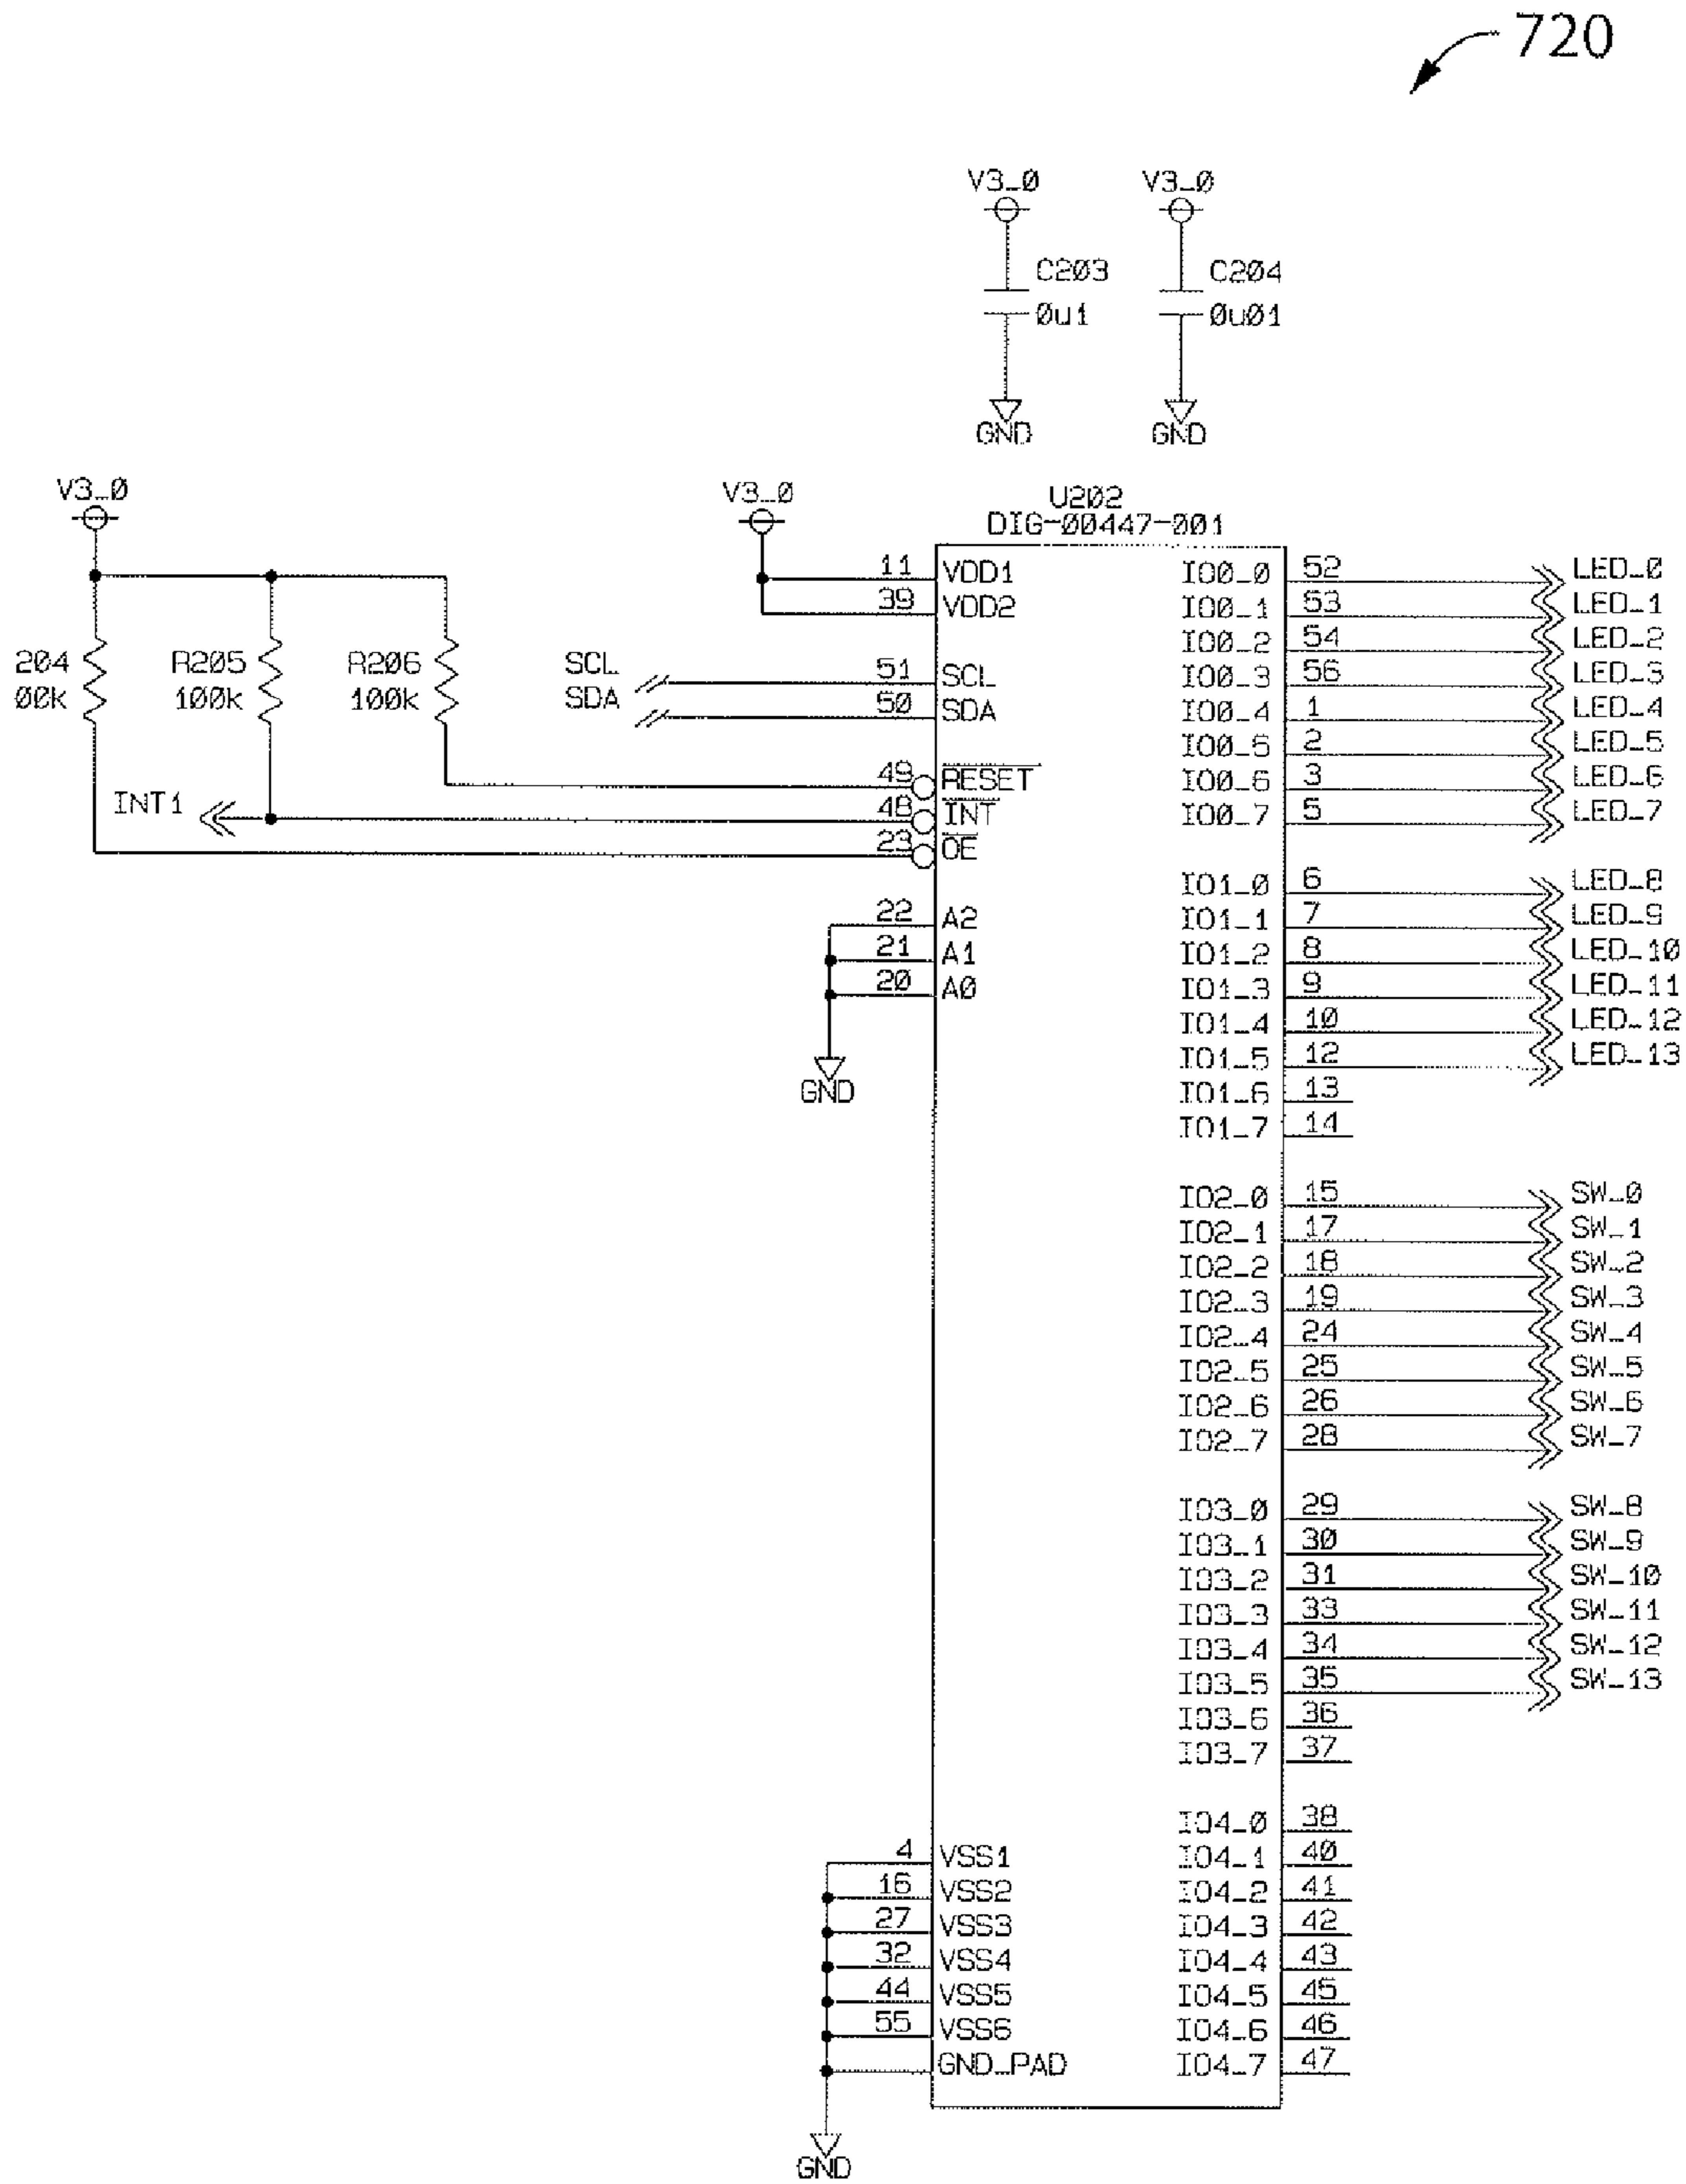 720
V3_0 V3_0
C203 C204
0u1 0u01
GND GND
V3_0 V3_0 U202
DIG-00447-001
204 R205 R206
00k 100k 100k
SCL
SDA
INT1
11 VDD1
39 VDD2
51 SCL
50 SDA
49 RESET
48 INT
23 OE
22 A2
21 A1
20 A0
GND
IO0_0 52 LED_0
IO0_1 53 LED_1
IO0_2 54 LED_2
IO0_3 56 LED_3
IO0_4 1 LED_4
IO0_5 2 LED_5
IO0_6 3 LED_6
IO0_7 5 LED_7
IO1_0 6 LED_8
IO1_1 7 LED_9
IO1_2 8 LED_10
IO1_3 9 LED_11
IO1_4 10 LED_12
IO1_5 12 LED_13
IO1_6 13
IO1_7 14
IO2_0 15 SW_0
IO2_1 17 SW_1
IO2_2 18 SW_2
IO2_3 19 SW_3
IO2_4 24 SW_4
IO2_5 25 SW_5
IO2_6 26 SW_6
IO2_7 28 SW_7
IO3_0 29 SW_8
IO3_1 30 SW_9
IO3_2 31 SW_10
IO3_3 33 SW_11
IO3_4 34 SW_12
IO3_5 35 SW_13
IO3_6 36
IO3_7 37
IO4_0 38
IO4_1 40
IO4_2 41
IO4_3 42
IO4_4 43
IO4_5 45
IO4_6 46
IO4_7 47
4 VSS1
16 VSS2
27 VSS3
32 VSS4
44 VSS5
55 VSS6
GND_PAD
GND